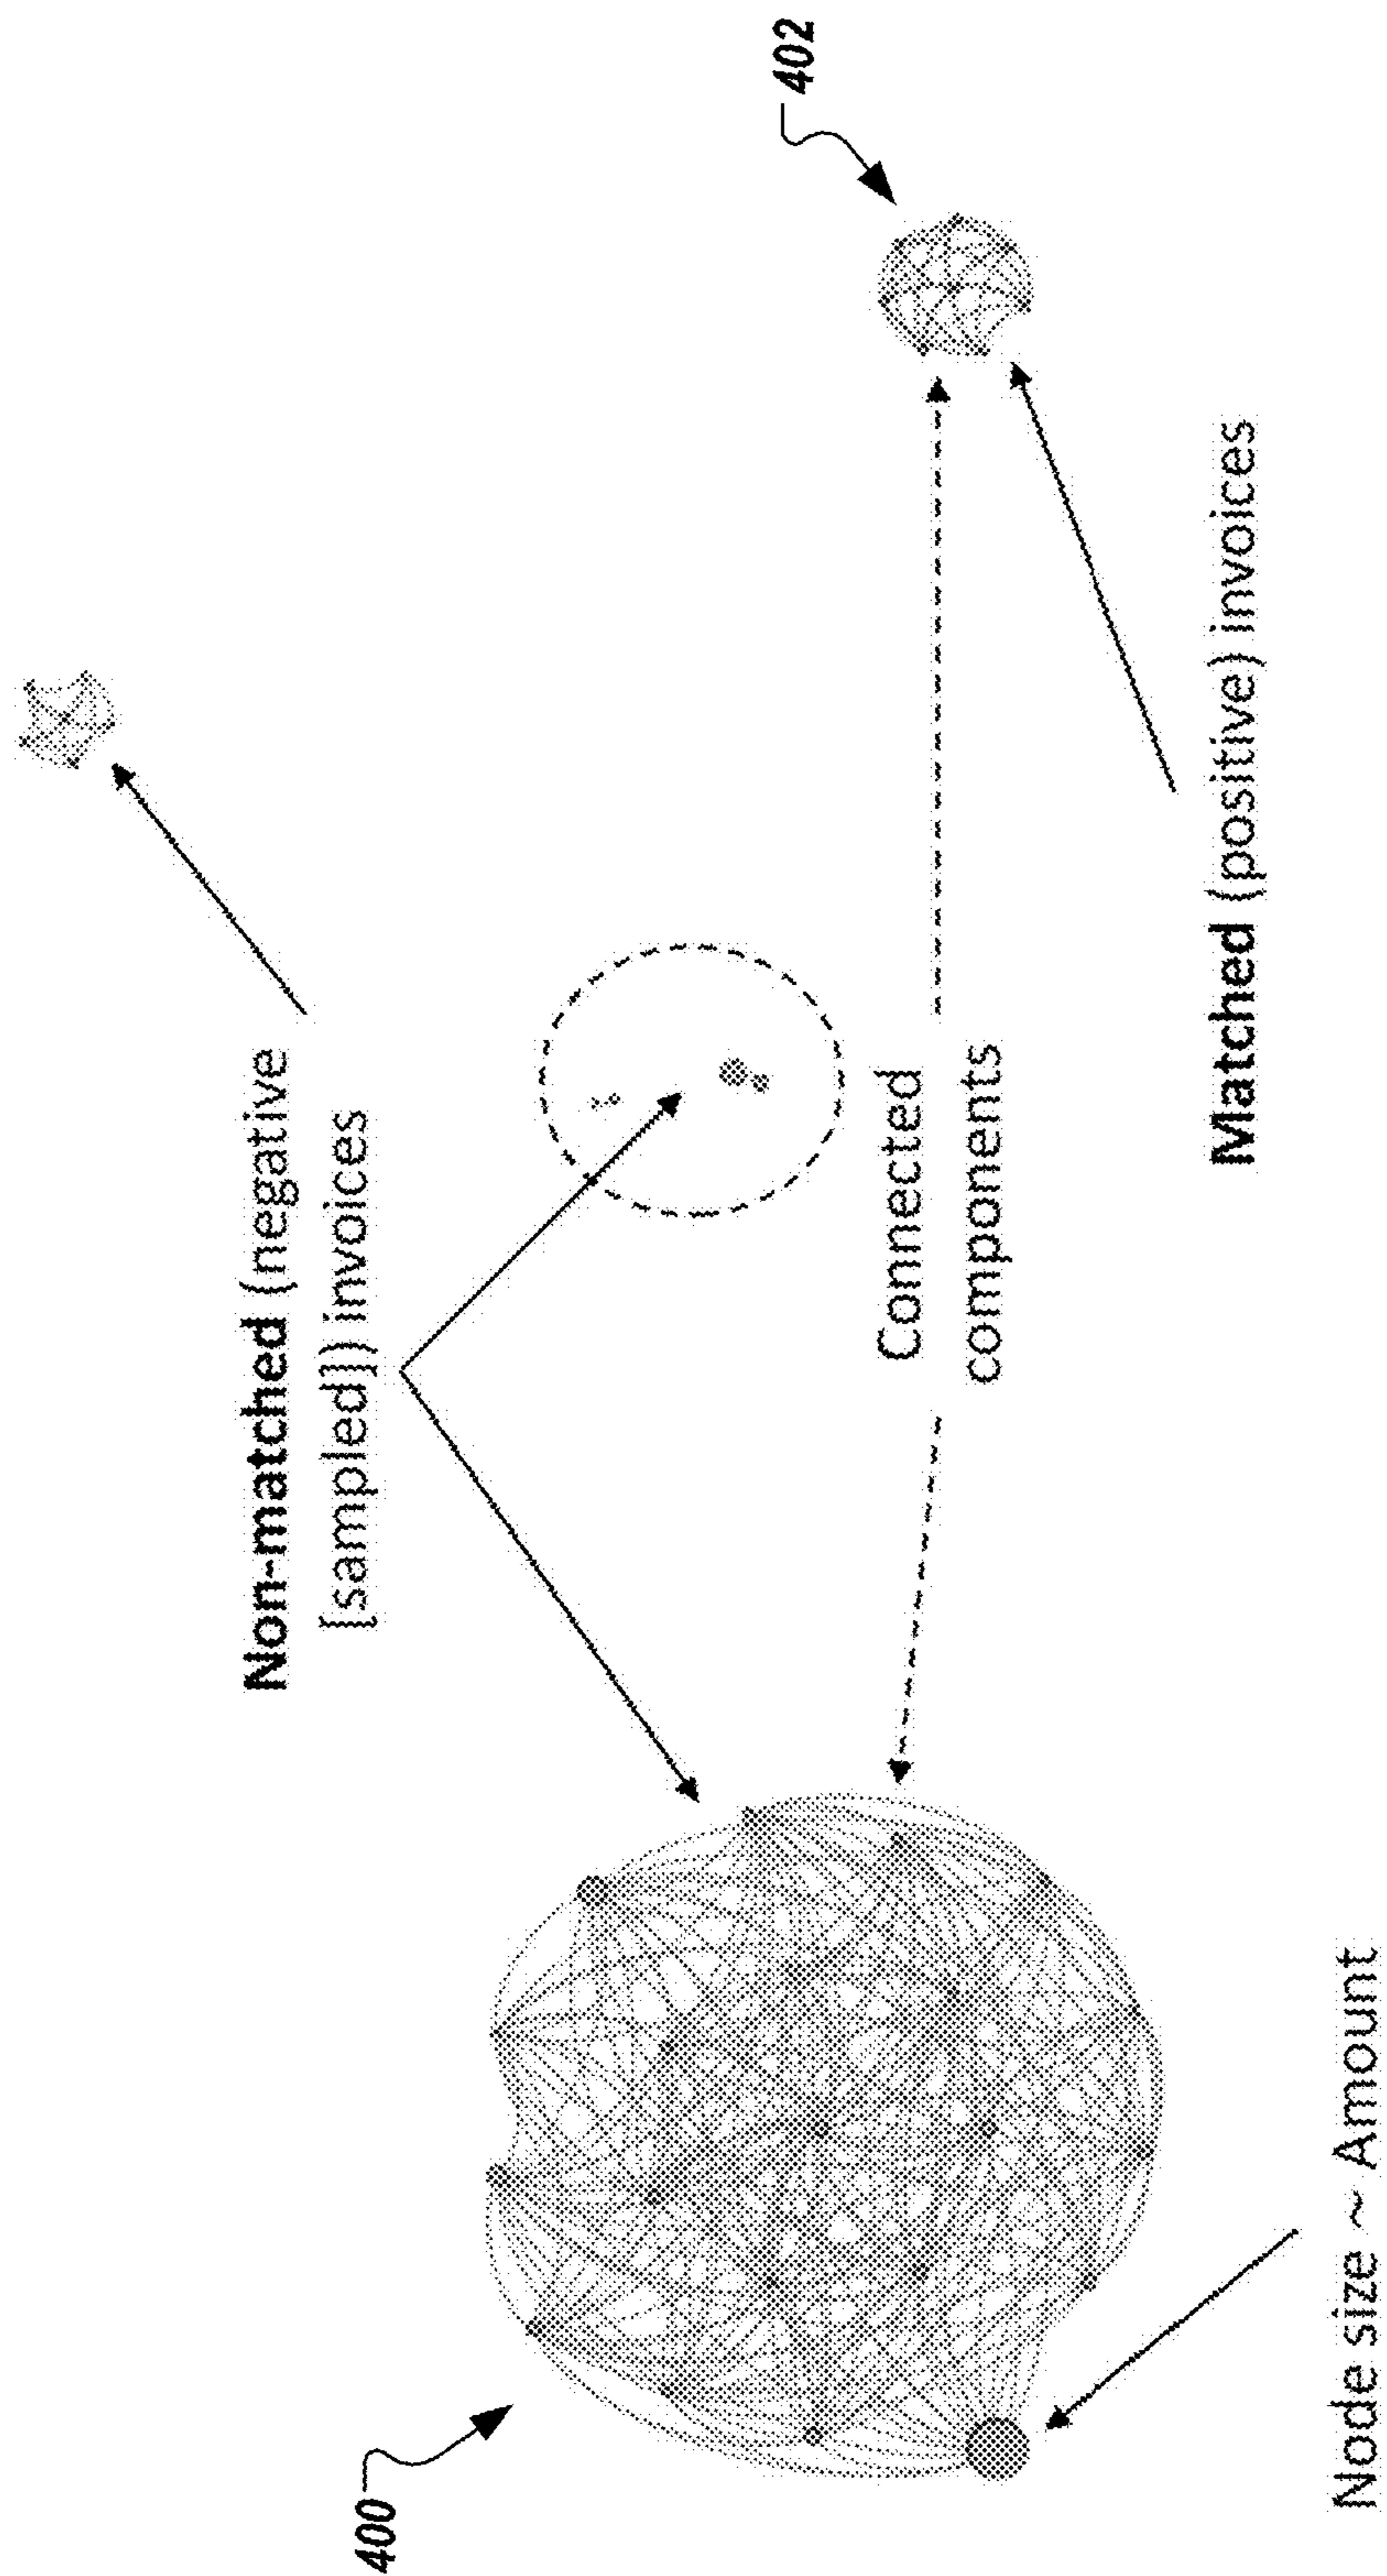 Non-matched (negative
[sampled]) invoices
402
Connected
components
400
Matched (positive) invoices
Node size ~ Amount